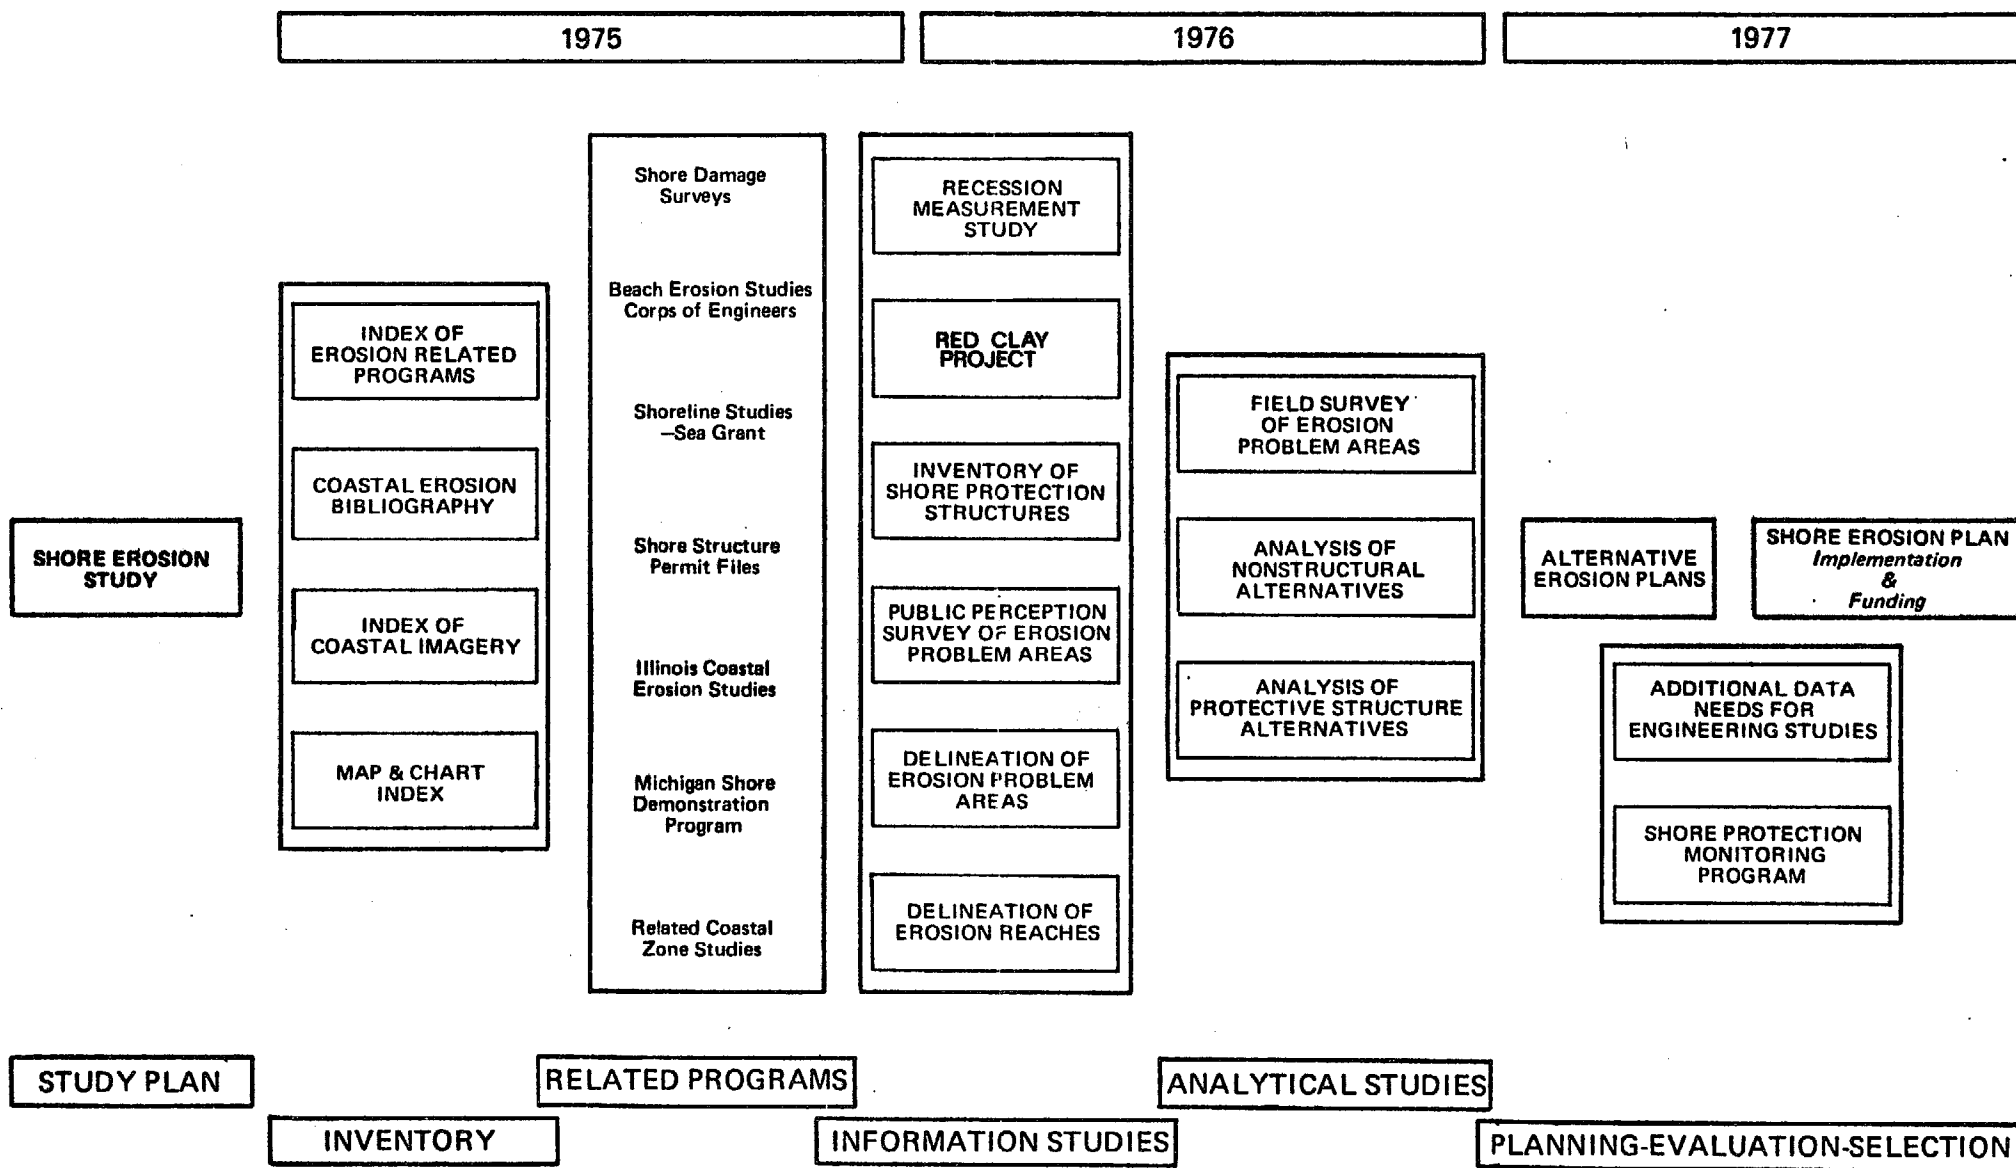 1975
1976
1977
SHORE EROSION
STUDY
INDEX OF
EROSION RELATED
PROGRAMS
COASTAL EROSION
BIBLIOGRAPHY
INDEX OF
COASTAL IMAGERY
MAP & CHART
INDEX
Shore Damage
Surveys
Beach Erosion Studies
Corps of Engineers
Shoreline Studies
—Sea Grant
Shore Structure
Permit Files
Illinois Coastal
Erosion Studies
Michigan Shore
Demonstration
Program
Related Coastal
Zone Studies
RECESSION
MEASUREMENT
STUDY
RED CLAY
PROJECT
INVENTORY OF
SHORE PROTECTION
STRUCTURES
PUBLIC PERCEPTION
SURVEY OF EROSION
PROBLEM AREAS
DELINEATION OF
EROSION PROBLEM
AREAS
DELINEATION OF
EROSION REACHES
FIELD SURVEY
OF EROSION
PROBLEM AREAS
ANALYSIS OF
NONSTRUCTURAL
ALTERNATIVES
ANALYSIS OF
PROTECTIVE STRUCTURE
ALTERNATIVES
ALTERNATIVE
EROSION PLANS
SHORE EROSION PLAN
Implementation
&
Funding
ADDITIONAL DATA
NEEDS FOR
ENGINEERING STUDIES
SHORE PROTECTION
MONITORING
PROGRAM
STUDY PLAN
INVENTORY
RELATED PROGRAMS
INFORMATION STUDIES
ANALYTICAL STUDIES
PLANNING-EVALUATION-SELECTION